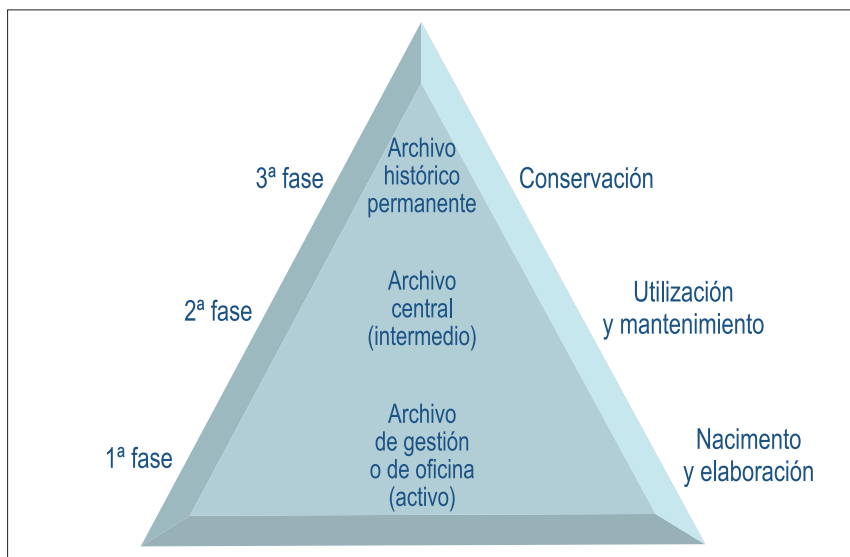 3ª fase
Archivo
histórico
permanente
Conservación
2ª fase
Archivo
central
(intermedio)
Utilización
y mantenimiento
1ª fase
Archivo
de gestión
o de oficina
(activo)
Nacimento
y elaboración